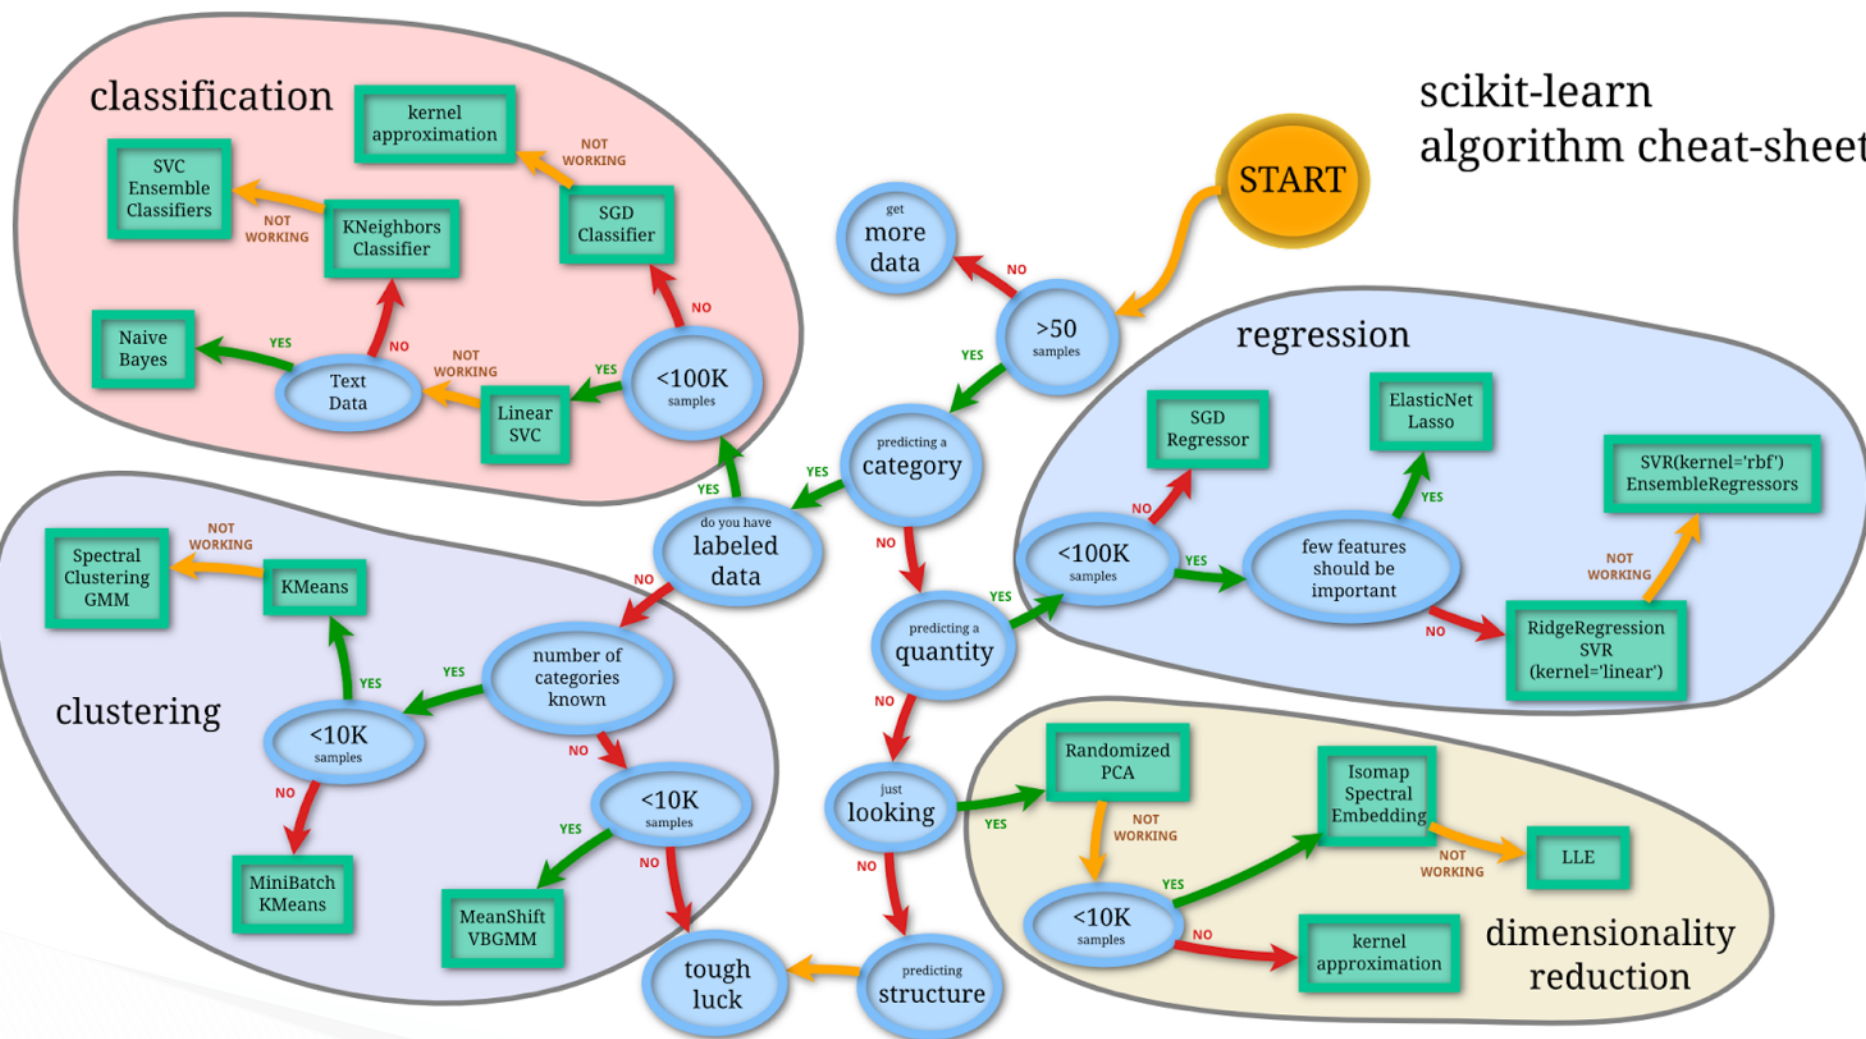 scikit-learn
algorithm cheat-sheet
START
get
more
data
NO
>50
samples
YES
predicting a
category
YES
NO
do you have
labeled
data
YES
NO
predicting a
quantity
YES
NO
just
looking
YES
NO
predicting
structure
tough
luck
classification
kernel
approximation
NOT
WORKING
SVC
Ensemble
Classifiers
NOT
WORKING
KNeighbors
Classifier
SGD
Classifier
NO
Naive
Bayes
YES
NO
Text
Data
NOT
WORKING
Linear
SVC
YES
<100K
samples
regression
SGD
Regressor
ElasticNet
Lasso
SVR(kernel='rbf')
EnsembleRegressors
NO
YES
<100K
samples
YES
few features
should be
important
NOT
WORKING
NO
RidgeRegression
SVR
(kernel='linear')
clustering
Spectral
Clustering
GMM
NOT
WORKING
KMeans
number of
categories
known
YES
YES
<10K
samples
NO
NO
<10K
samples
YES
NO
MiniBatch
KMeans
MeanShift
VBGMM
dimensionality
reduction
Randomized
PCA
NOT
WORKING
Isomap
Spectral
Embedding
NOT
WORKING
LLE
YES
<10K
samples
NO
kernel
approximation